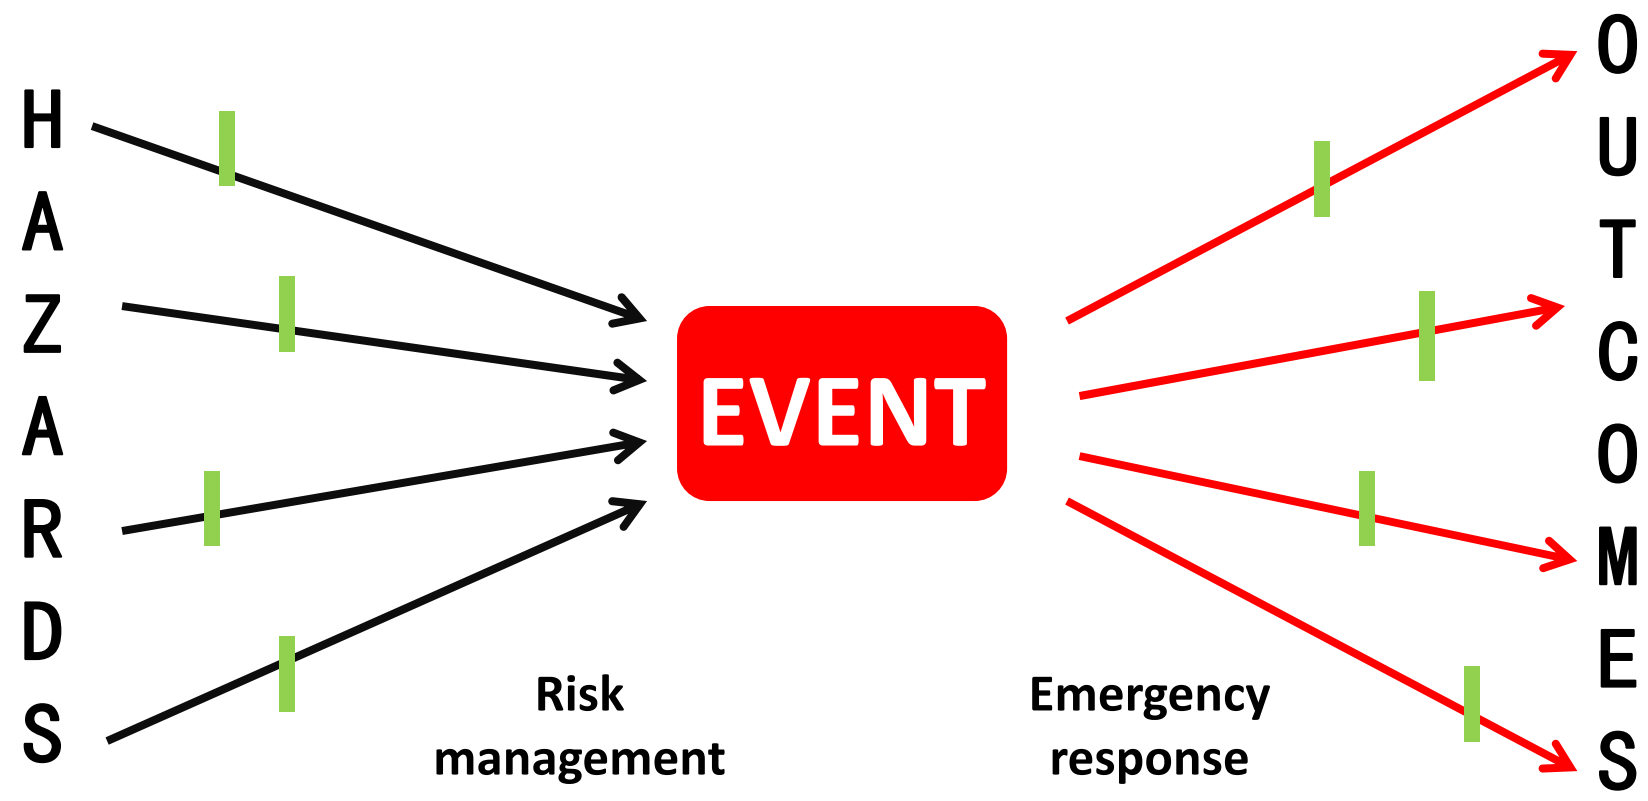 HAZARDS
EVENT
OUTCOMES
Risk
management
Emergency
response